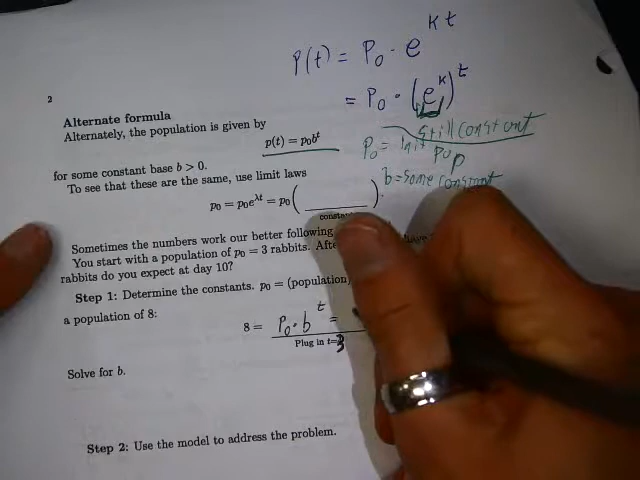 P(t) = P₀ · e^kt
= P₀ · (e^k)^t
2
Alternate formula
Alternately, the population is given by
p(t) = p₀bᵗ
still constant
P₀ = init pop
for some constant base b > 0.
b = some constant
To see that these are the same, use limit laws
p₀ = p₀e^λt = p₀( )
Sometimes the numbers work our better following
You start with a population of p₀ = 3 rabbits.
rabbits do you expect at day 10?
Step 1: Determine the constants. p₀ = (population)
a population of 8:
8 = P₀·b^t =
Plug in t=3
Solve for b.
Step 2: Use the model to address the problem.